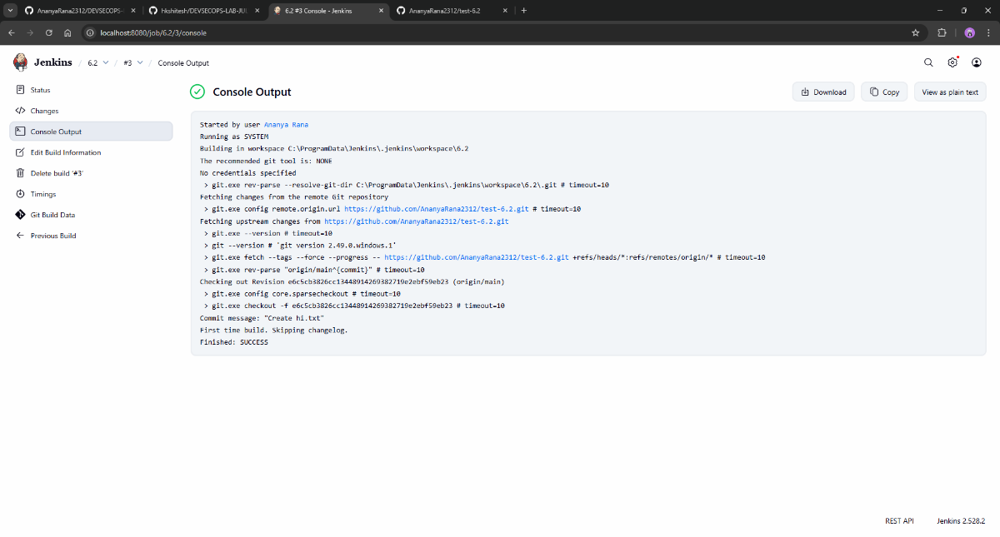 AnanyaRana2312/DEVSECOPS-
hkshitesh/DEVSECOPS-LAB-JUL
6.2 #3 Console - Jenkins
AnanyaRana2312/test-6.2
localhost:8080/job/6.2/3/console
Jenkins / 6.2 / #3 / Console Output
Status
Changes
Console Output
Edit Build Information
Delete build '#3'
Timings
Git Build Data
Previous Build
Console Output
Download
Copy
View as plain text
Started by user Ananya Rana
Running as SYSTEM
Building in workspace C:\ProgramData\Jenkins\.jenkins\workspace\6.2
The recommended git tool is: NONE
No credentials specified
> git.exe rev-parse --resolve-git-dir C:\ProgramData\Jenkins\.jenkins\workspace\6.2\.git # timeout=10
Fetching changes from the remote Git repository
> git.exe config remote.origin.url https://github.com/AnanyaRana2312/test-6.2.git # timeout=10
Fetching upstream changes from https://github.com/AnanyaRana2312/test-6.2.git
> git.exe --version # timeout=10
> git --version # 'git version 2.49.0.windows.1'
> git.exe fetch --tags --force --progress -- https://github.com/AnanyaRana2312/test-6.2.git +refs/heads/*:refs/remotes/origin/* # timeout=10
> git.exe rev-parse "origin/main^{commit}" # timeout=10
Checking out Revision e6c5cb3826cc13448914269382719e2ebf59eb23 (origin/main)
> git.exe config core.sparsecheckout # timeout=10
> git.exe checkout -f e6c5cb3826cc13448914269382719e2ebf59eb23 # timeout=10
Commit message: "Create hi.txt"
First time build. Skipping changelog.
Finished: SUCCESS
REST API
Jenkins 2.528.2